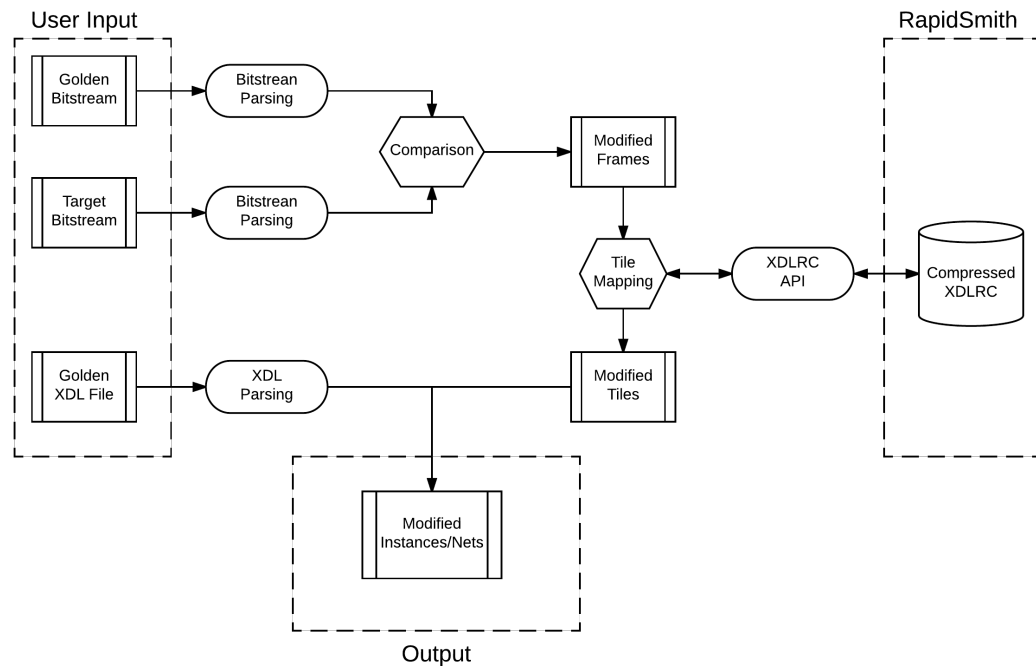 User Input
RapidSmith
Golden
Bitstream
Bitstrean
Parsing
Comparison
Modified
Frames
Target
Bitstream
Bitstrean
Parsing
Tile
Mapping
XDLRC
API
Compressed
XDLRC
Golden
XDL File
XDL
Parsing
Modified
Tiles
Modified
Instances/Nets
Output